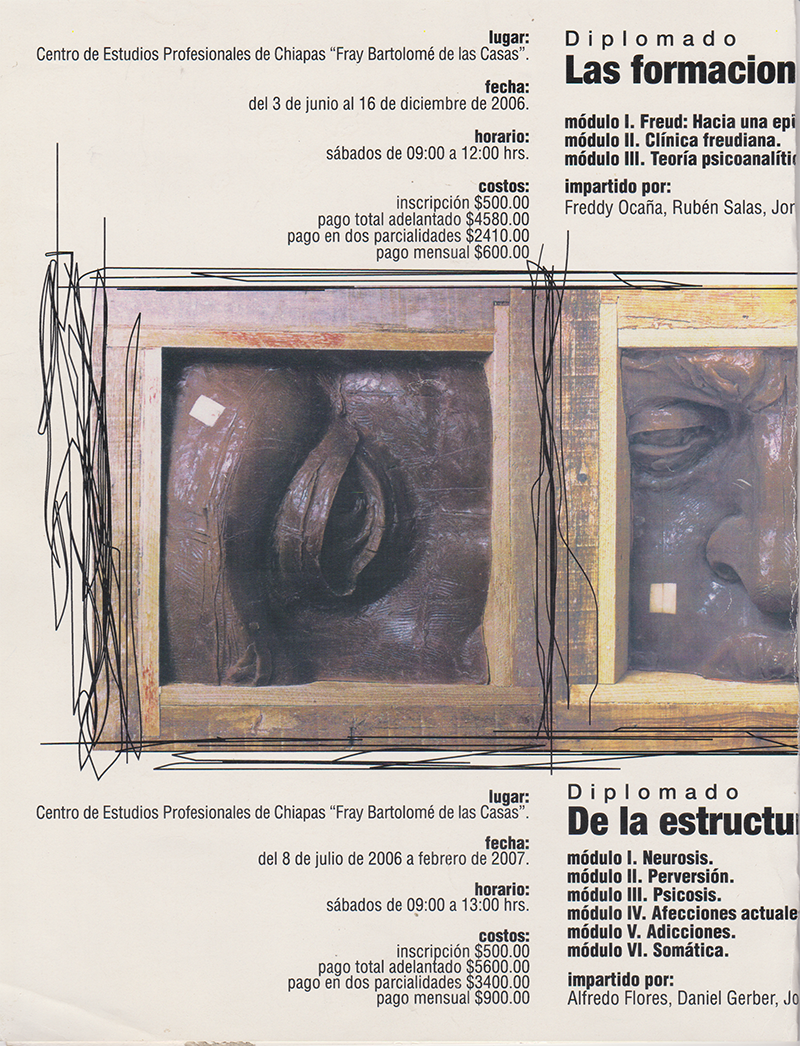 lugar:
Centro de Estudios Profesionales de Chiapas “Fray Bartolomé de las Casas”.
fecha:
del 3 de junio al 16 de diciembre de 2006.
horario:
sábados de 09:00 a 12:00 hrs.
costos:
inscripción $500.00
pago total adelantado $4580.00
pago en dos parcialidades $2410.00
pago mensual $600.00
Diplomado
Las formacion
módulo I. Freud: Hacia una epi
módulo II. Clínica freudiana.
módulo III. Teoría psicoanalític
impartido por:
Freddy Ocaña, Rubén Salas, Jor
lugar:
Centro de Estudios Profesionales de Chiapas “Fray Bartolomé de las Casas”.
fecha:
del 8 de julio de 2006 a febrero de 2007.
horario:
sábados de 09:00 a 13:00 hrs.
costos:
inscripción $500.00
pago total adelantado $5600.00
pago en dos parcialidades $3400.00
pago mensual $900.00
Diplomado
De la estructu
módulo I. Neurosis.
módulo II. Perversión.
módulo III. Psicosis.
módulo IV. Afecciones actuale
módulo V. Adicciones.
módulo VI. Somática.
impartido por:
Alfredo Flores, Daniel Gerber, Jo